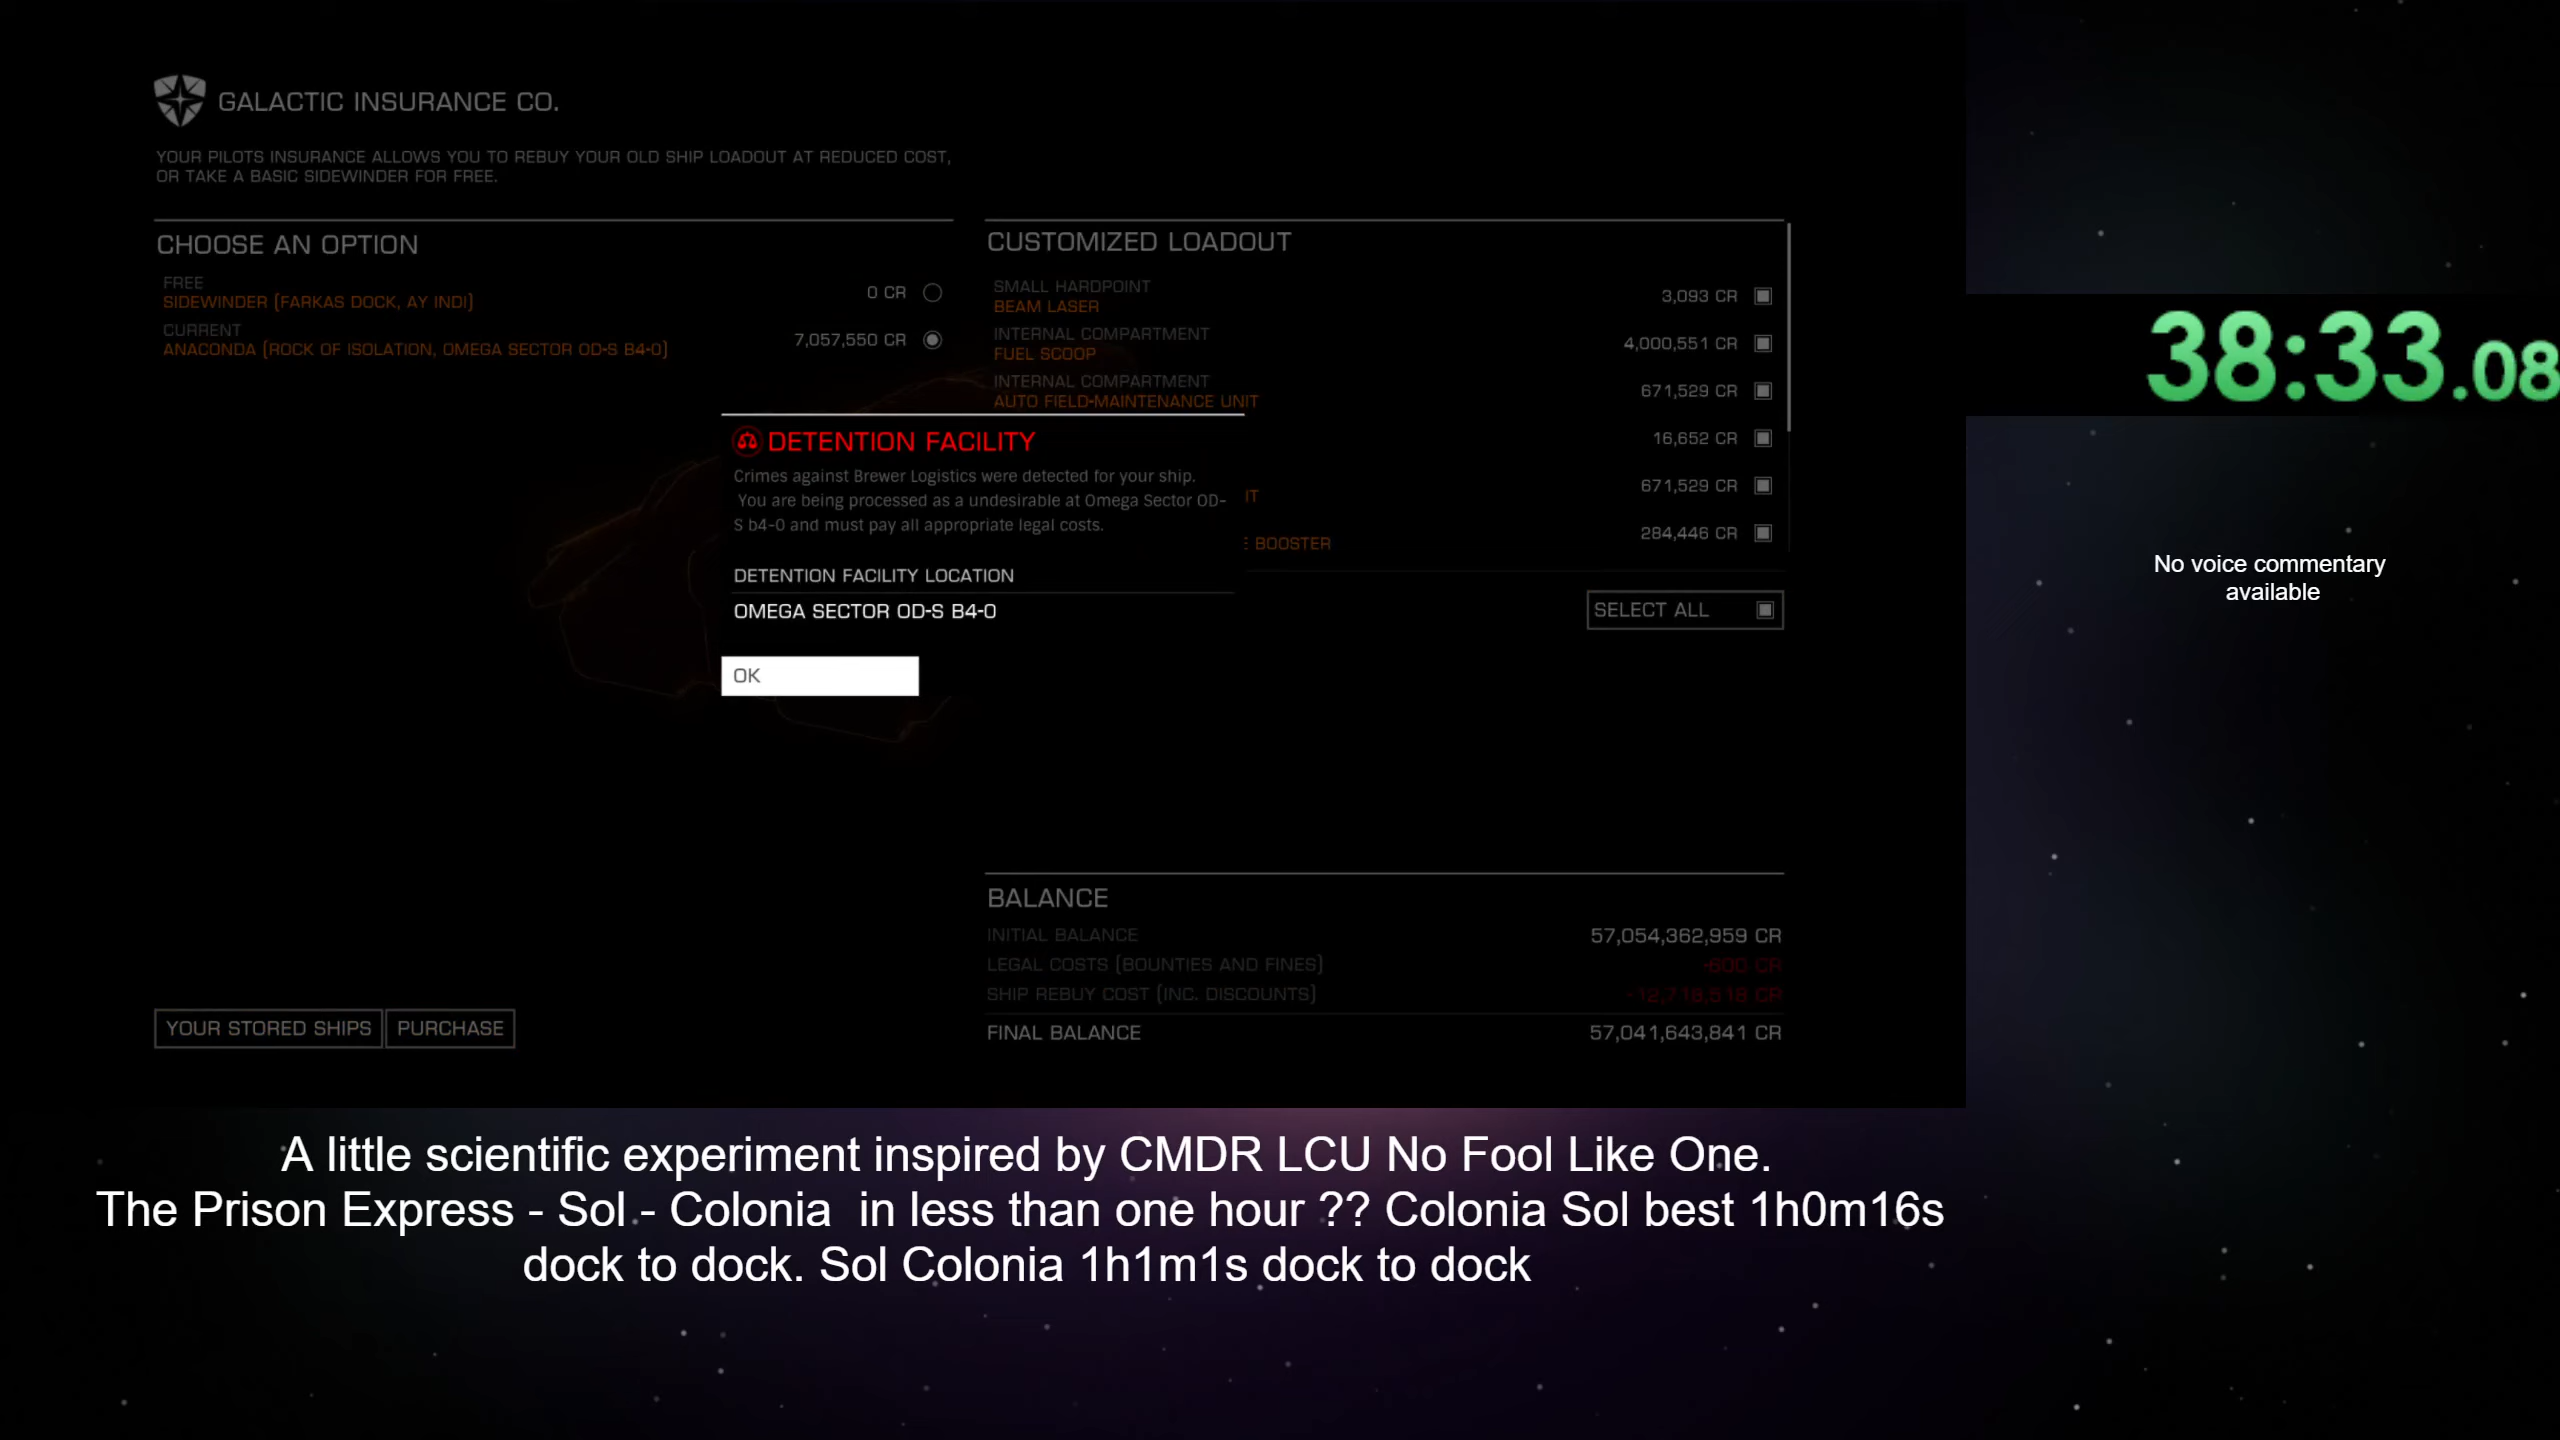 GALACTIC INSURANCE CO.
YOUR PILOTS INSURANCE ALLOWS YOU TO REBUY YOUR OLD SHIP LOADOUT AT REDUCED COST,
OR TAKE A BASIC SIDEWINDER FOR FREE.
CHOOSE AN OPTION
FREE
SIDEWINDER (FARKAS DOCK, AY INDI)
0 CR
CURRENT
ANACONDA (ROCK OF ISOLATION, OMEGA SECTOR OD-S B4-0)
7,057,550 CR
CUSTOMIZED LOADOUT
SMALL HARDPOINT
BEAM LASER
3,093 CR
INTERNAL COMPARTMENT
FUEL SCOOP
4,000,551 CR
INTERNAL COMPARTMENT
AUTO FIELD-MAINTENANCE UNIT
671,529 CR
16,652 CR
IT
671,529 CR
E BOOSTER
284,446 CR
SELECT ALL
DETENTION FACILITY
Crimes against Brewer Logistics were detected for your ship.
You are being processed as a undesirable at Omega Sector OD-
S b4-0 and must pay all appropriate legal costs.
DETENTION FACILITY LOCATION
OMEGA SECTOR OD-S B4-0
OK
BALANCE
INITIAL BALANCE 57,054,362,959 CR
LEGAL COSTS (BOUNTIES AND FINES) -600 CR
SHIP REBUY COST (INC. DISCOUNTS) -12,718,518 CR
FINAL BALANCE 57,041,643,841 CR
YOUR STORED SHIPS
PURCHASE
38:33.08
No voice commentary
available
A little scientific experiment inspired by CMDR LCU No Fool Like One.
The Prison Express - Sol - Colonia in less than one hour ?? Colonia Sol best 1h0m16s
dock to dock. Sol Colonia 1h1m1s dock to dock